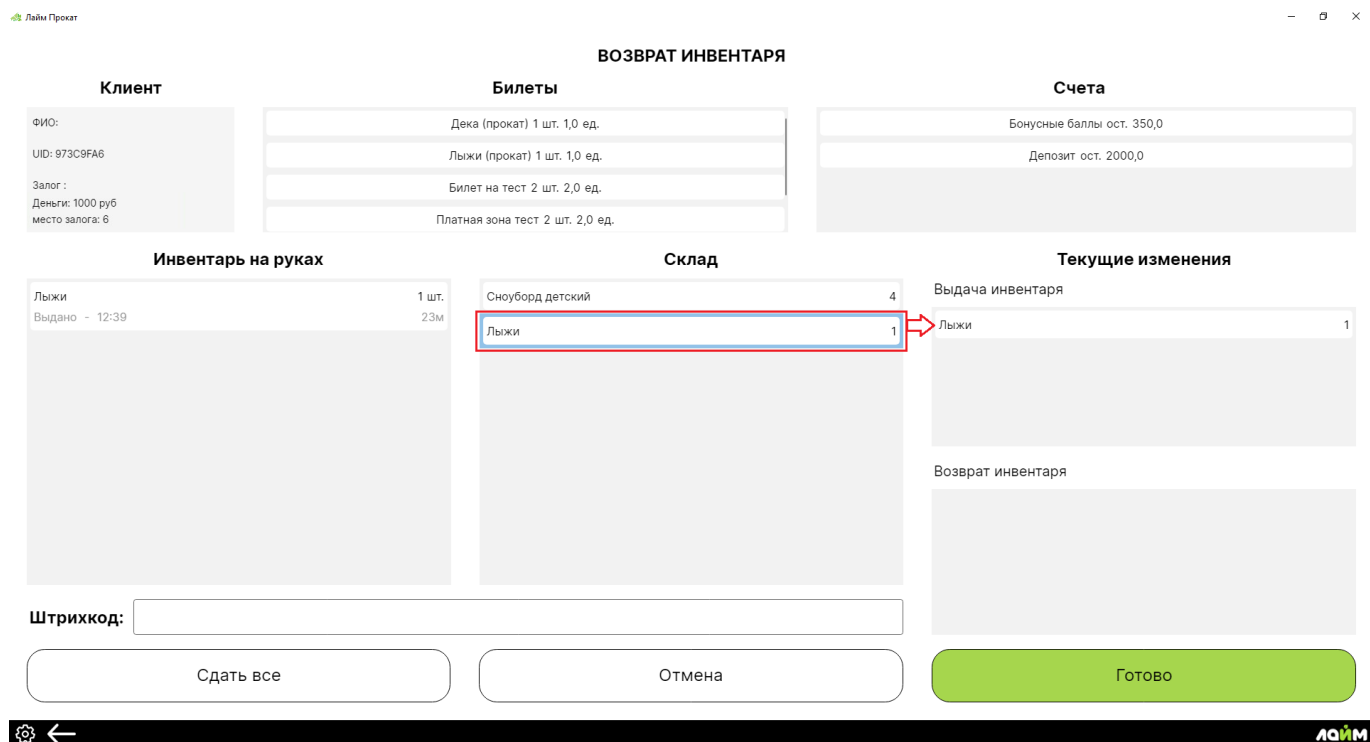 Лайм Прокат
ВОЗВРАТ ИНВЕНТАРЯ
Клиент
ФИО:
UID: 973C9FA6
Залог :
Деньги: 1000 руб
место залога: 6
Билеты
Дека (прокат) 1 шт. 1,0 ед.
Лыжи (прокат) 1 шт. 1,0 ед.
Билет на тест 2 шт. 2,0 ед.
Платная зона тест 2 шт. 2,0 ед.
Счета
Бонусные баллы ост. 350,0
Депозит ост. 2000,0
Инвентарь на руках
Лыжи 1 шт.
Выдано - 12:39 23м
Склад
Сноуборд детский 4
Лыжи 1
Текущие изменения
Выдача инвентаря
Лыжи 1
Возврат инвентаря
Штрихкод:
Сдать все
Отмена
Готово
лайм